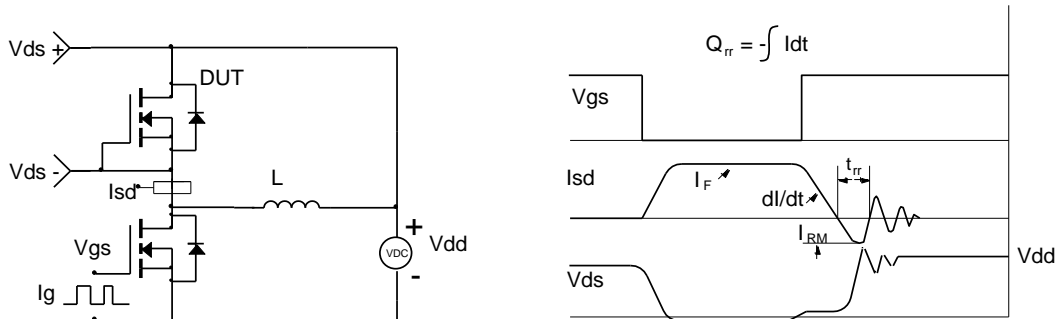 Vds +
DUT
Vds -
Isd
L
Vgs
+
VDC
Vdd
-
Ig
Qrr = -∫ Idt
Vgs
Isd
IF
dI/dt
trr
IRM
Vdd
Vds